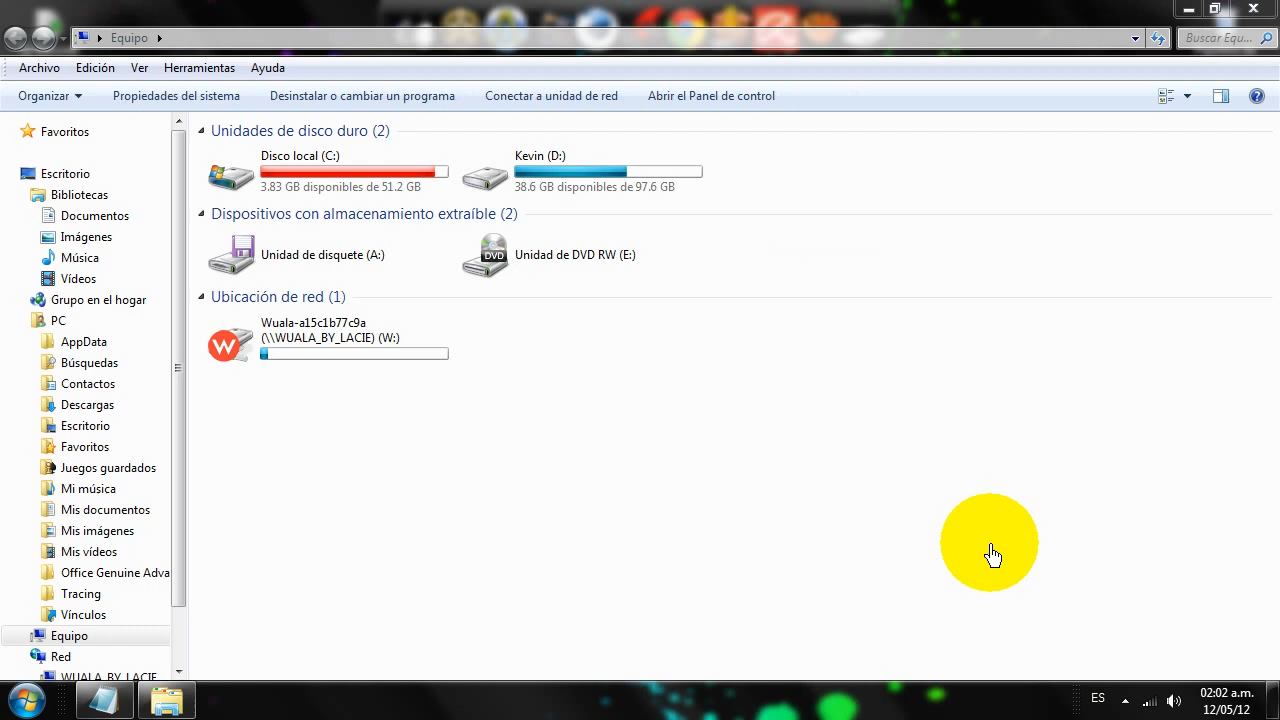 Equipo
Buscar Equ...
Archivo Edición Ver Herramientas Ayuda
Organizar Propiedades del sistema Desinstalar o cambiar un programa Conectar a unidad de red Abrir el Panel de control
Favoritos
Escritorio
Bibliotecas
Documentos
Imágenes
Música
Vídeos
Grupo en el hogar
PC
AppData
Búsquedas
Contactos
Descargas
Escritorio
Favoritos
Juegos guardados
Mi música
Mis documentos
Mis imágenes
Mis vídeos
Office Genuine Adva
Tracing
Vínculos
Equipo
Red
WUALA_BY_LACIE
Unidades de disco duro (2)
Disco local (C:)
3.83 GB disponibles de 51.2 GB
Kevin (D:)
38.6 GB disponibles de 97.6 GB
Dispositivos con almacenamiento extraíble (2)
Unidad de disquete (A:)
DVD
Unidad de DVD RW (E:)
Ubicación de red (1)
W
Wuala-a15c1b77c9a
(\\WUALA_BY_LACIE) (W:)
ES
02:02 a.m.
12/05/12